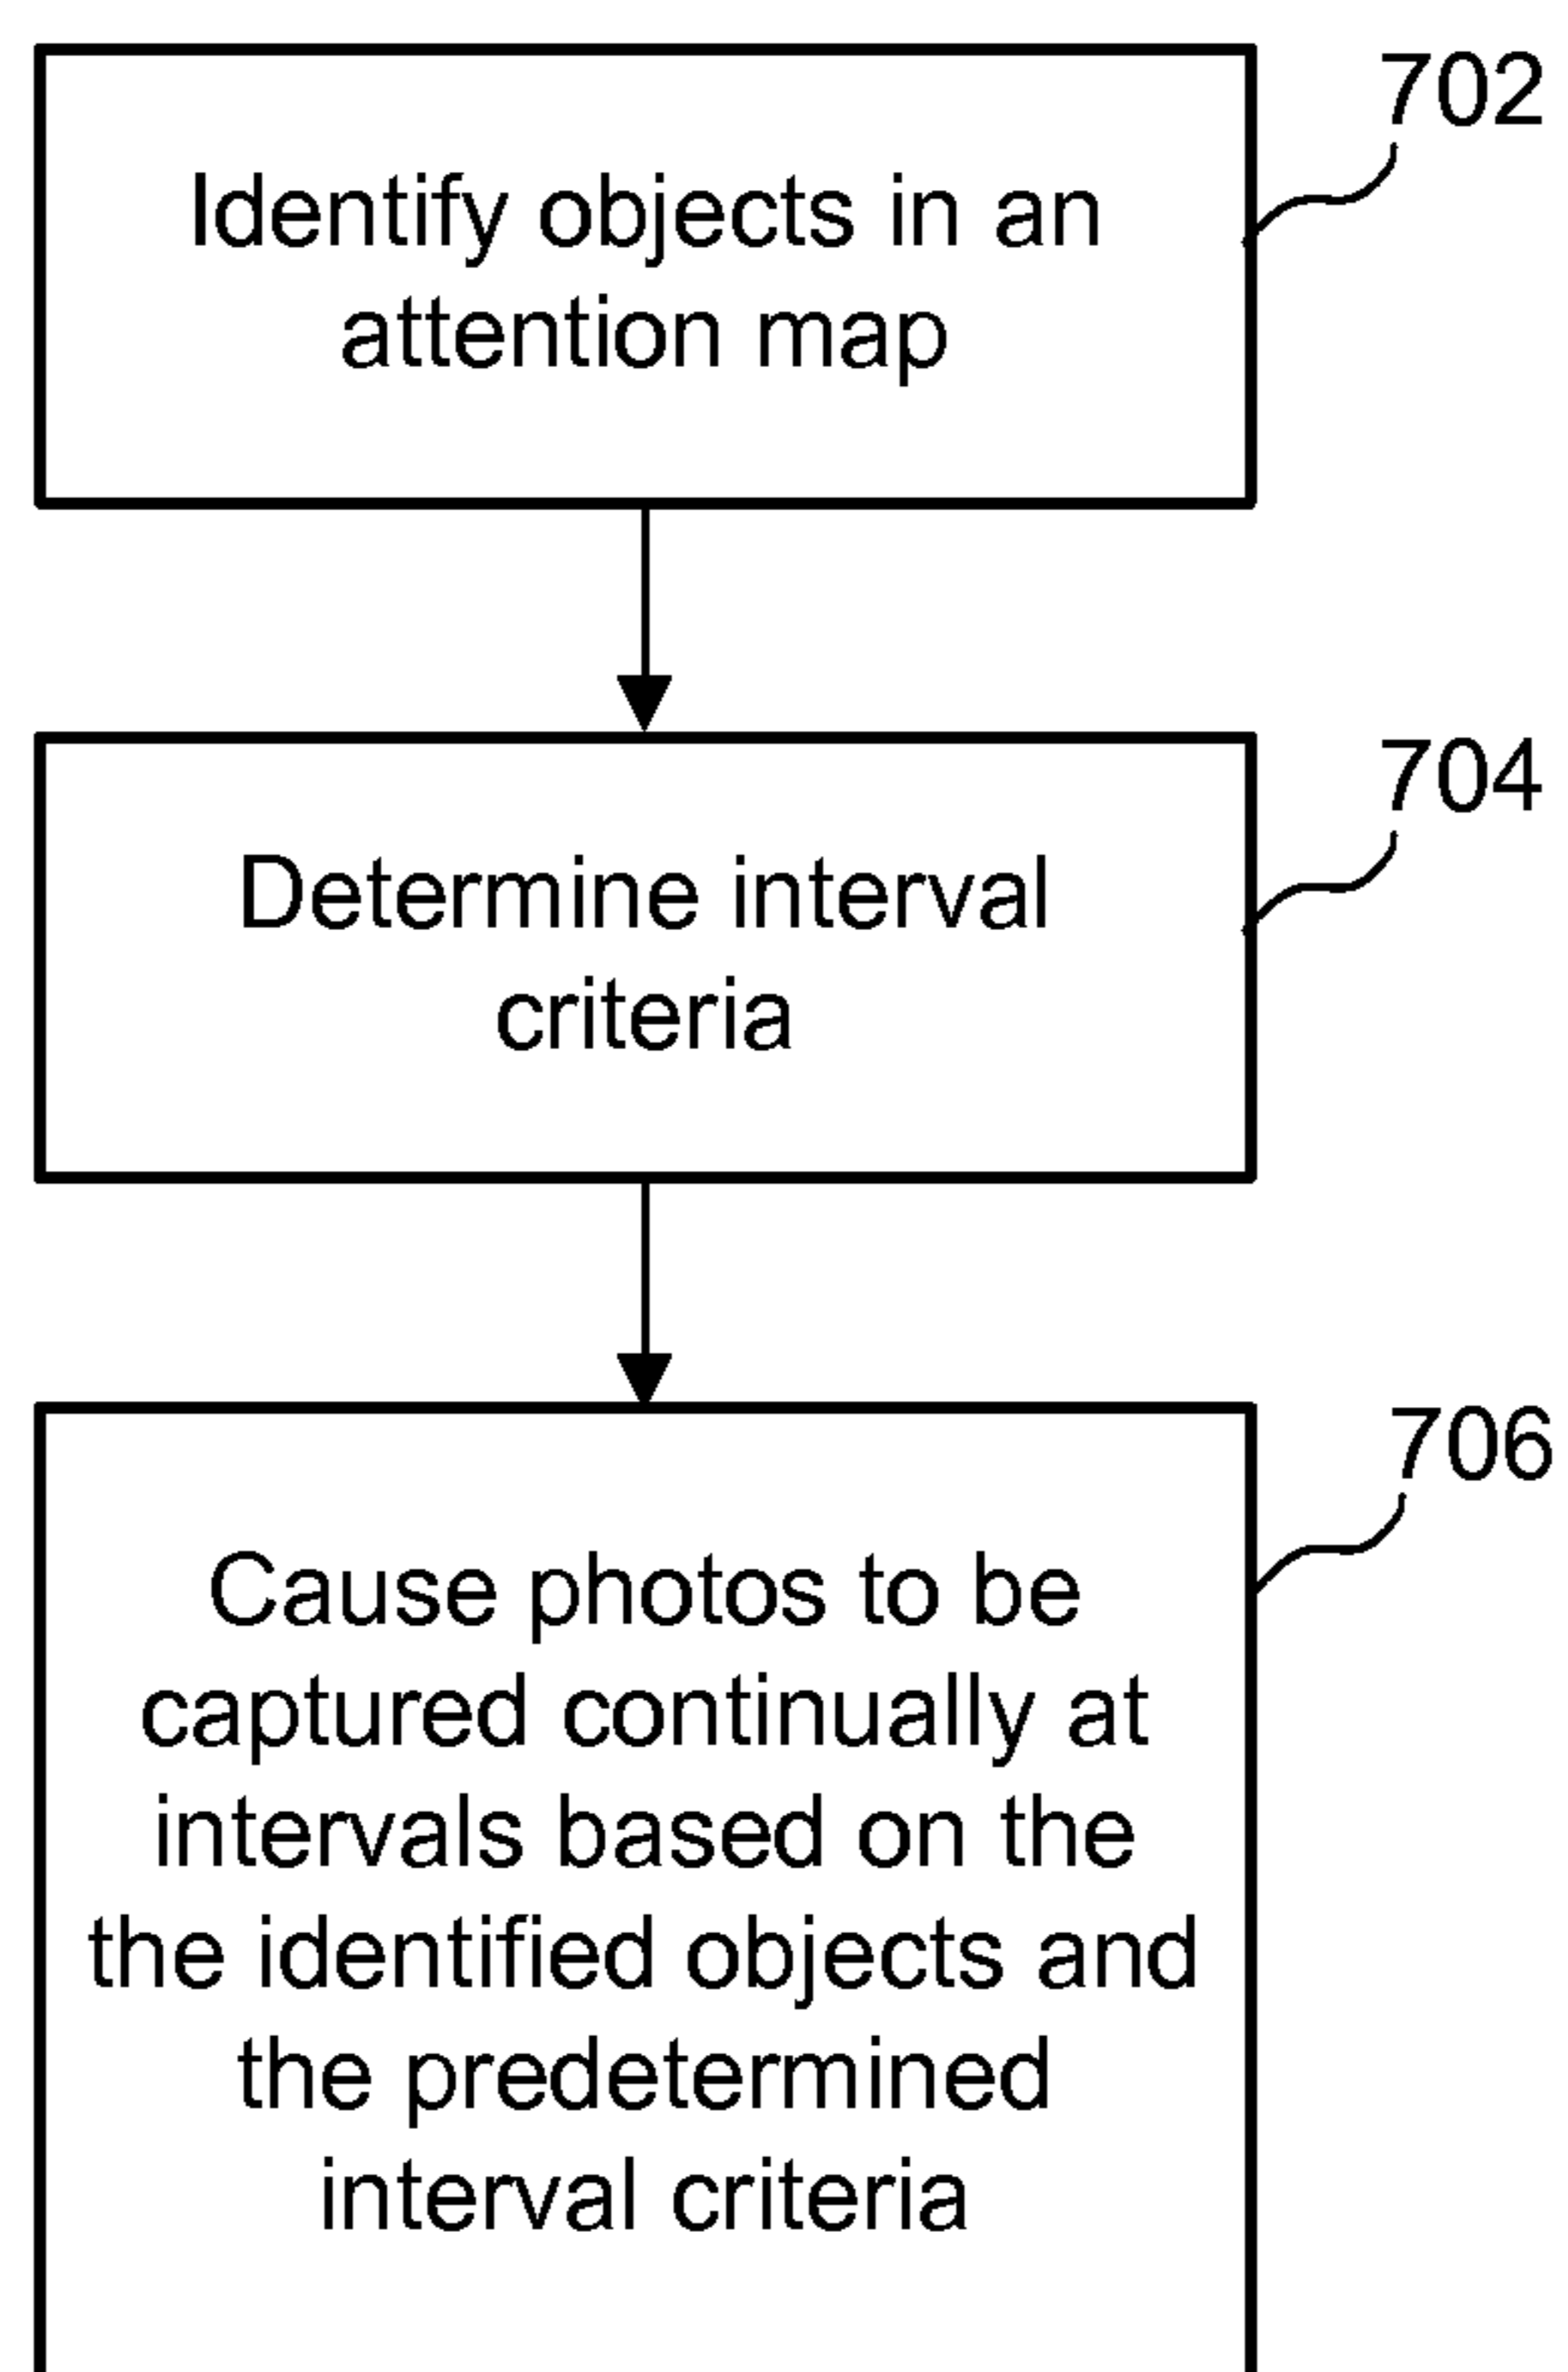 702
Identify objects in an
attention map
704
Determine interval
criteria
706
Cause photos to be
captured continually at
intervals based on the
the identified objects and
the predetermined
interval criteria